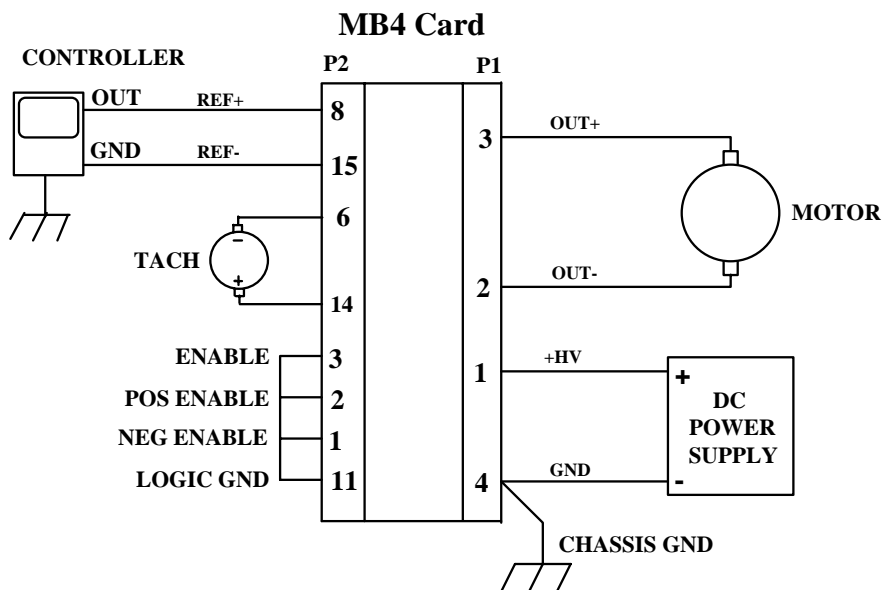 MB4 Card
CONTROLLER
P2
P1
OUT
REF+
8
GND
REF-
15
6
TACH
-
+
14
ENABLE
3
POS ENABLE
2
NEG ENABLE
1
LOGIC GND
11
3
OUT+
MOTOR
2
OUT-
1
+HV
+
DC
POWER
SUPPLY
4
GND
-
CHASSIS GND